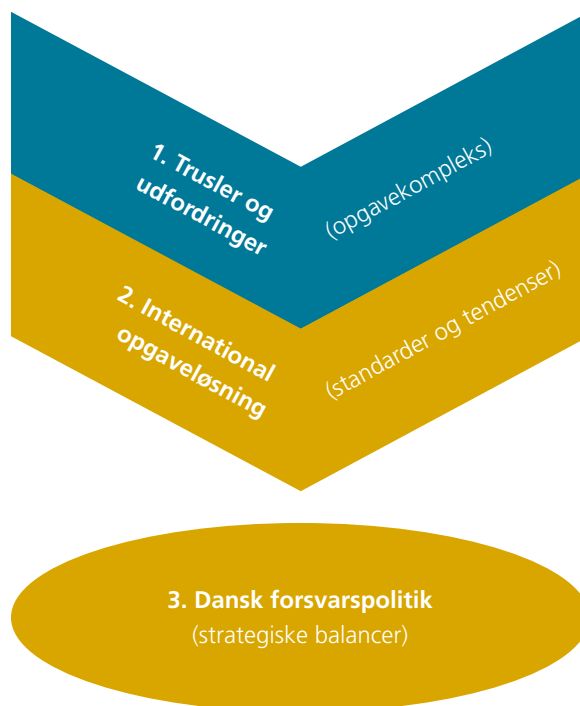 1. Trusler og
udfordringer
(opgavekompleks)
2. International
opgaveløsning
(standarder og tendenser)
3. Dansk forsvarspolitik
(strategiske balancer)